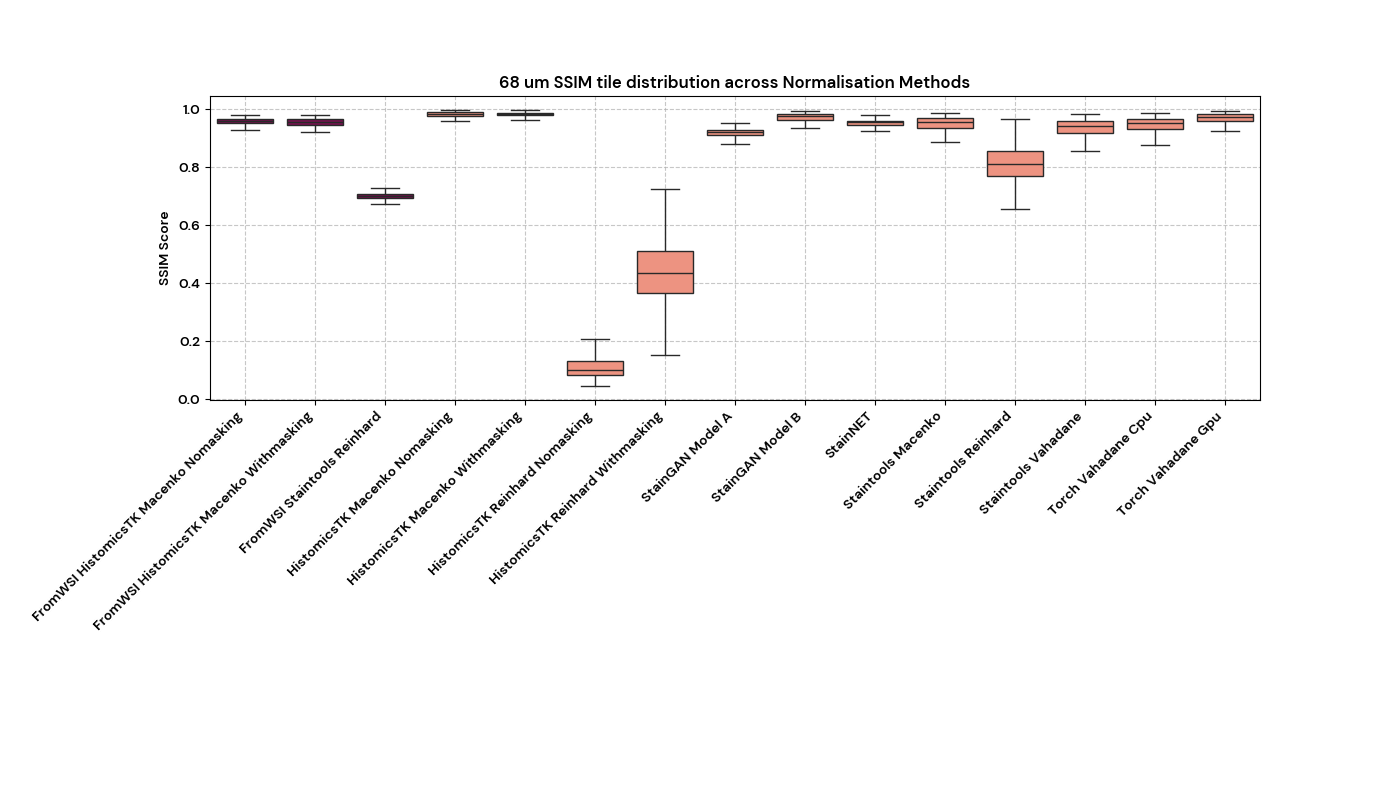 68 um SSIM tile distribution across Normalisation Methods
SSIM Score
1.0
0.8
0.6
0.4
0.2
0.0
FromWSI HistomicsTK Macenko Nomasking
FromWSI HistomicsTK Macenko Withmasking
FromWSI Staintools Reinhard
HistomicsTK Macenko Nomasking
HistomicsTK Macenko Withmasking
HistomicsTK Reinhard Nomasking
HistomicsTK Reinhard Withmasking
StainGAN Model A
StainGAN Model B
StainNET
Staintools Macenko
Staintools Reinhard
Staintools Vahadane
Torch Vahadane Cpu
Torch Vahadane Gpu